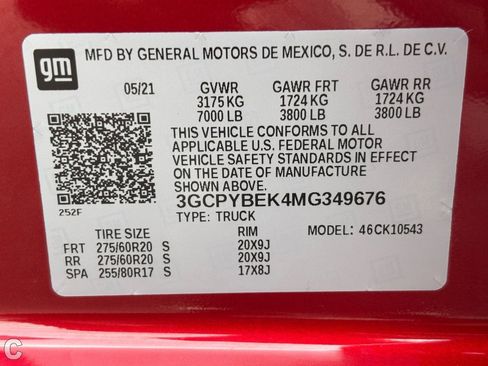 gm MFD BY GENERAL MOTORS DE MEXICO, S. DE R.L. DE C.V.
05/21 GVWR GAWR FRT GAWR RR
3175 KG 1724 KG 1724 KG
7000 LB 3800 LB 3800 LB
THIS VEHICLE CONFORMS TO ALL
APPLICABLE U.S. FEDERAL MOTOR
VEHICLE SAFETY STANDARDS IN EFFECT
ON THE DATE OF MANUFACTURE
SHOWN ABOVE.
252F 3GCPYBEK4MG349676
TYPE: TRUCK
TIRE SIZE RIM MODEL: 46CK10543
FRT 275/60R20 S 20X9J
RR 275/60R20 S 20X9J
SPA 255/80R17 S 17X8J
C